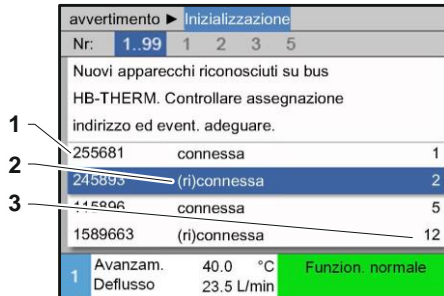 avvertimento ► Inizializzazione
Nr: 1..99 1 2 3 5
Nuovi apparecchi riconosciuti su bus
HB-THERM. Controllare assegnazione
indirizzo ed event. adeguare.
1
255681 connessa 1
2
245893 (ri)connessa 2
3
115896 connessa 5
1589663 (ri)connessa 12
1 Avanzam. 40.0 °C Funzion. normale
Deflusso 23.5 L/min